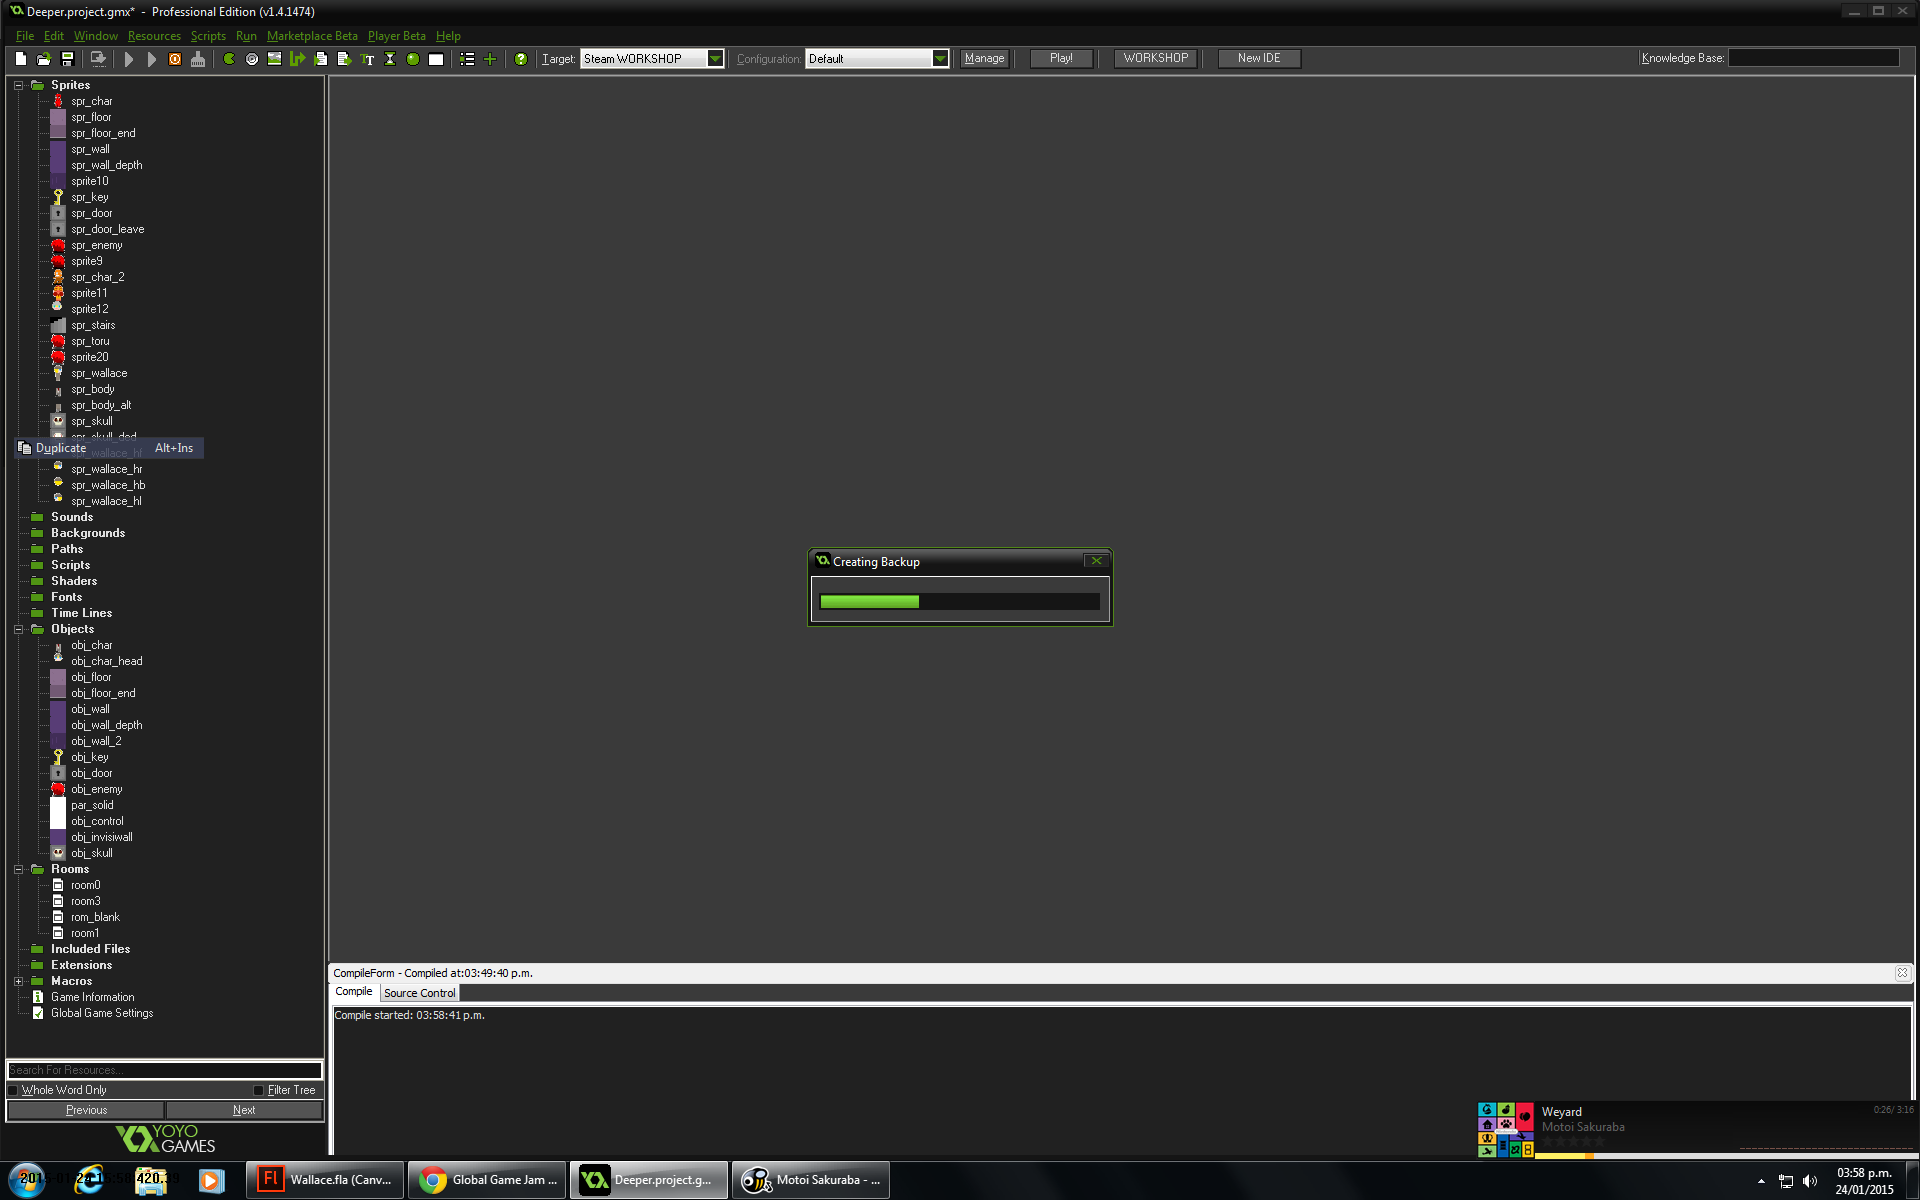 Deeper.project.gmx* - Professional Edition (v1.4.1474)
File Edit Window Resources Scripts Run Marketplace Beta Player Beta Help
Target: Steam WORKSHOP Configuration: Default Manage Play! WORKSHOP New IDE Knowledge Base:
Sprites
spr_char
spr_floor
spr_floor_end
spr_wall
spr_wall_depth
sprite10
spr_key
spr_door
spr_door_leave
spr_enemy
sprite9
spr_char_2
sprite11
sprite12
spr_stairs
spr_toru
sprite20
spr_wallace
spr_body
spr_body_alt
spr_skull
spr_skull_ded
Duplicate Alt+Ins
spr_wallace_hf
spr_wallace_hr
spr_wallace_hb
spr_wallace_hl
Sounds
Backgrounds
Paths
Scripts
Shaders
Fonts
Time Lines
Objects
obj_char
obj_char_head
obj_floor
obj_floor_end
obj_wall
obj_wall_depth
obj_wall_2
obj_key
obj_door
obj_enemy
par_solid
obj_control
obj_invisiwall
obj_skull
Rooms
room0
room3
rom_blank
room1
Included Files
Extensions
Macros
Game Information
Global Game Settings
Search For Resources...
Whole Word Only Filter Tree
Previous Next
YOYO
GAMES
Creating Backup
CompileForm - Compiled at:03:49:40 p.m.
Compile Source Control
Compile started: 03:58:41 p.m.
Weyard 0:26/ 3:16
Motoi Sakuraba
Wallace.fla (Canv... Global Game Jam ... Deeper.project.g... Motoi Sakuraba - ...
03:58 p.m.
24/01/2015